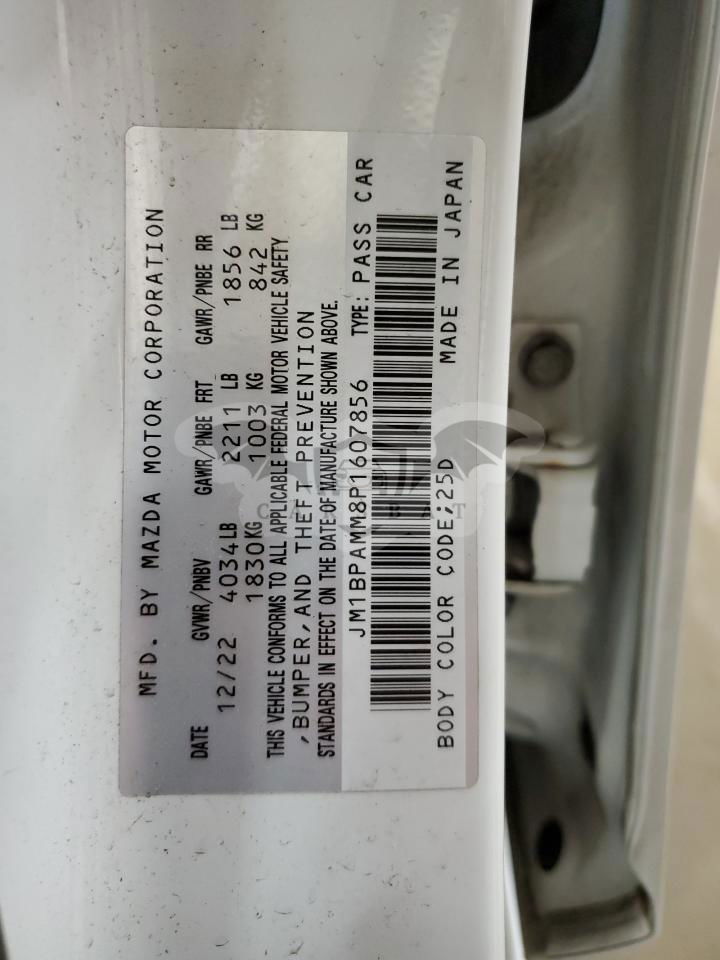 MFD. BY MAZDA MOTOR CORPORATION
DATE GVWR/PNBV GAWR/PNBE FRT GAWR/PNBE RR
12/22 4034LB 2211 LB 1856 LB
1830KG 1003 KG 842 KG
THIS VEHICLE CONFORMS TO ALL APPLICABLE FEDERAL MOTOR VEHICLE SAFETY
,BUMPER,AND THEFT PREVENTION
STANDARDS IN EFFECT ON THE DATE OF MANUFACTURE SHOWN ABOVE.
JM1BPAMM8P1607856 TYPE: PASS CAR
BODY COLOR CODE;25D MADE IN JAPAN